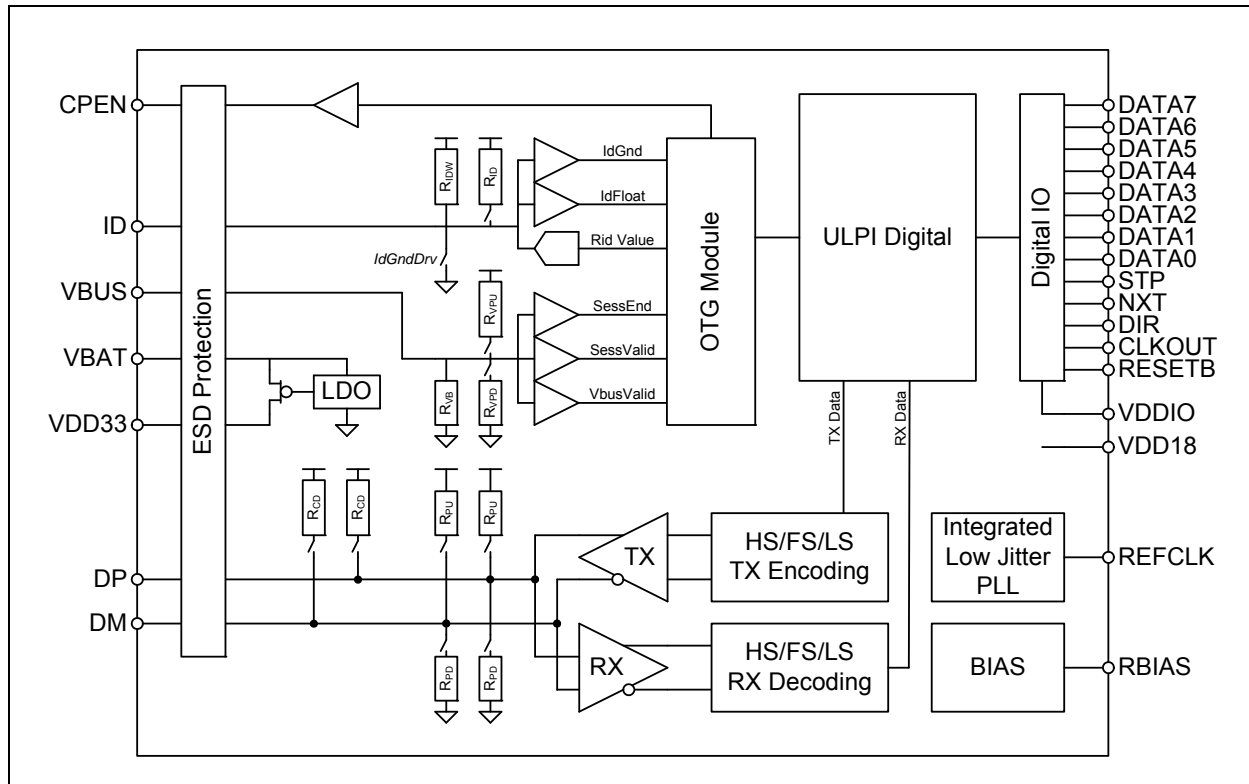 CPEN
ID
VBUS
VBAT
VDD33
DP
DM
ESD Protection
LDO
R_IDW
R_ID
IdGndDrv
R_VPU
R_VB
R_VPD
R_CD
R_CD
R_PU
R_PU
R_PD
R_PD
IdGnd
IdFloat
Rid Value
SessEnd
SessValid
VbusValid
OTG Module
ULPI Digital
Digital IO
TX Data
RX Data
TX
HS/FS/LS
TX Encoding
RX
HS/FS/LS
RX Decoding
Integrated
Low Jitter
PLL
BIAS
DATA7
DATA6
DATA5
DATA4
DATA3
DATA2
DATA1
DATA0
STP
NXT
DIR
CLKOUT
RESETB
VDDIO
VDD18
REFCLK
RBIAS